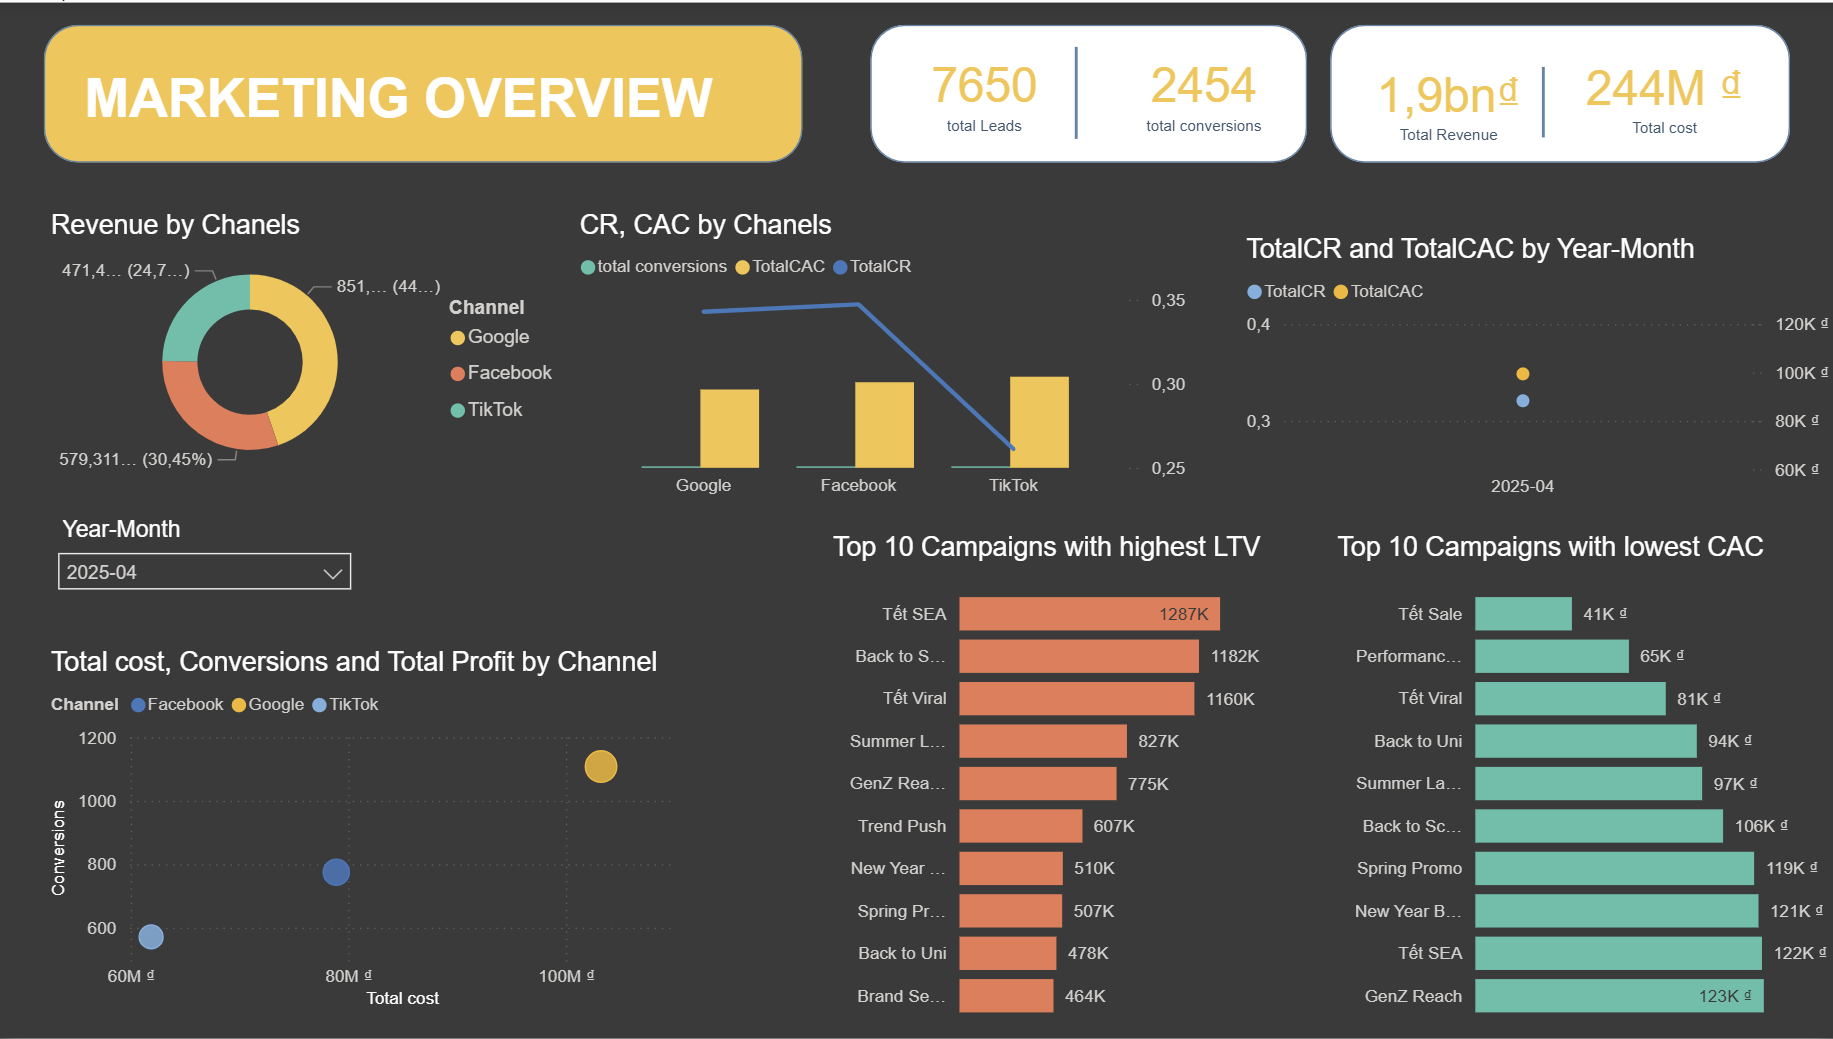 MARKETING OVERVIEW
7650
total Leads
2454
total conversions
1,9bn₫
Total Revenue
244M ₫
Total cost
Revenue by Chanels
471,4... (24,7...)
851,... (44...)
579,311... (30,45%)
Channel
Google
Facebook
TikTok
CR, CAC by Chanels
total conversions TotalCAC TotalCR
0,35
0,30
0,25
Google Facebook TikTok
TotalCR and TotalCAC by Year-Month
TotalCR TotalCAC
0,4
0,3
120K ₫
100K ₫
80K ₫
60K ₫
2025-04
Year-Month
2025-04
Total cost, Conversions and Total Profit by Channel
Channel Facebook Google TikTok
Conversions
1200
1000
800
600
60M ₫ 80M ₫ 100M ₫
Total cost
Top 10 Campaigns with highest LTV
Tết SEA 1287K
Back to S... 1182K
Tết Viral 1160K
Summer L... 827K
GenZ Rea... 775K
Trend Push 607K
New Year ... 510K
Spring Pr... 507K
Back to Uni 478K
Brand Se... 464K
Top 10 Campaigns with lowest CAC
Tết Sale 41K ₫
Performanc... 65K ₫
Tết Viral 81K ₫
Back to Uni 94K ₫
Summer La... 97K ₫
Back to Sc... 106K ₫
Spring Promo 119K ₫
New Year B... 121K ₫
Tết SEA 122K ₫
GenZ Reach 123K ₫